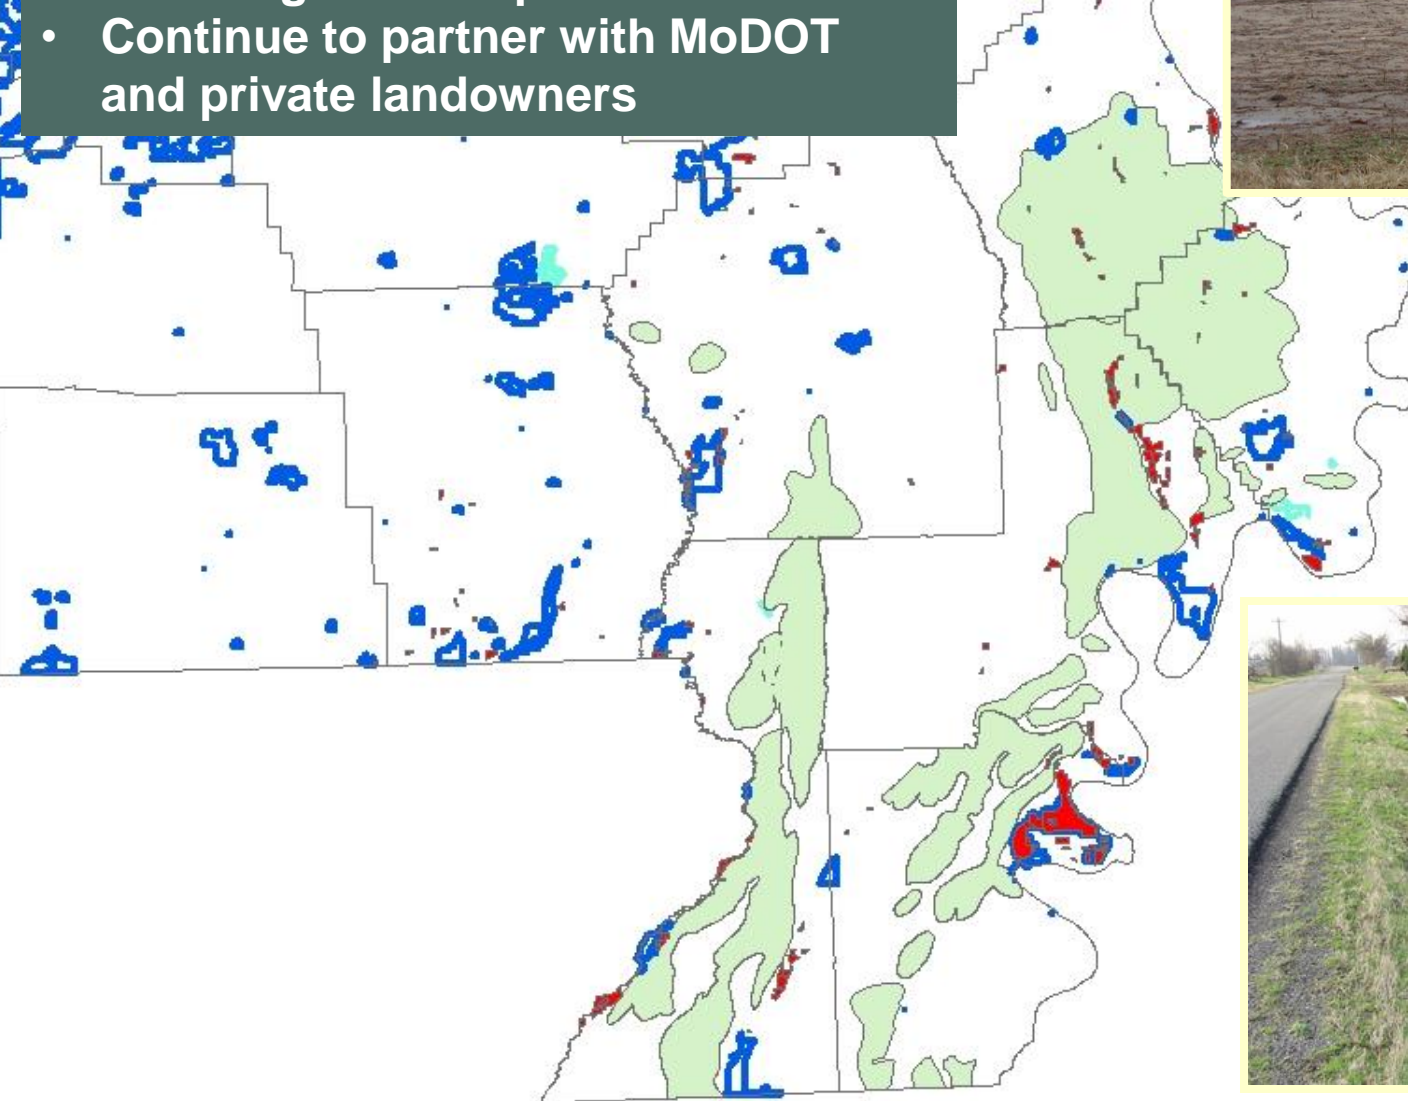 • Continue to partner with MoDOT
and private landowners